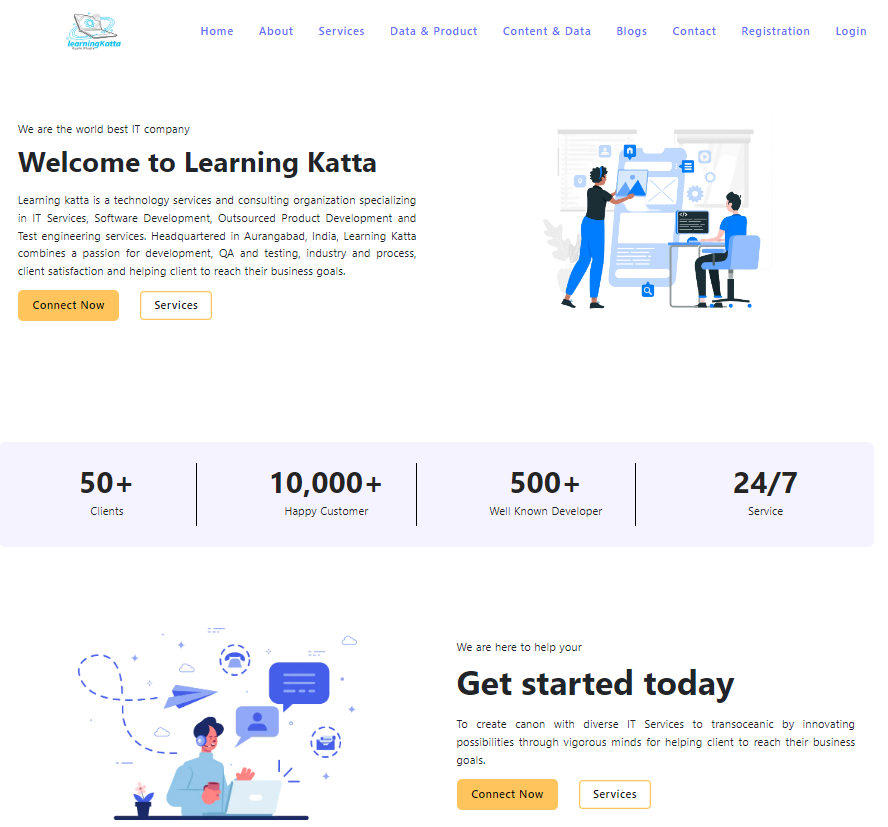 learningKatta
Home About Services Data & Product Content & Data Blogs Contact Registration Login
We are the world best IT company
Welcome to Learning Katta
Learning katta is a technology services and consulting organization specializing
in IT Services, Software Development, Outsourced Product Development and
Test engineering services. Headquartered in Aurangabad, India, Learning Katta
combines a passion for development, QA and testing, industry and process,
client satisfaction and helping client to reach their business goals.
Connect Now Services
50+ 10,000+ 500+ 24/7
Clients Happy Customer Well Known Developer Service
We are here to help your
Get started today
To create canon with diverse IT Services to transoceanic by innovating
possibilities through vigorous minds for helping client to reach their business
goals.
Connect Now Services